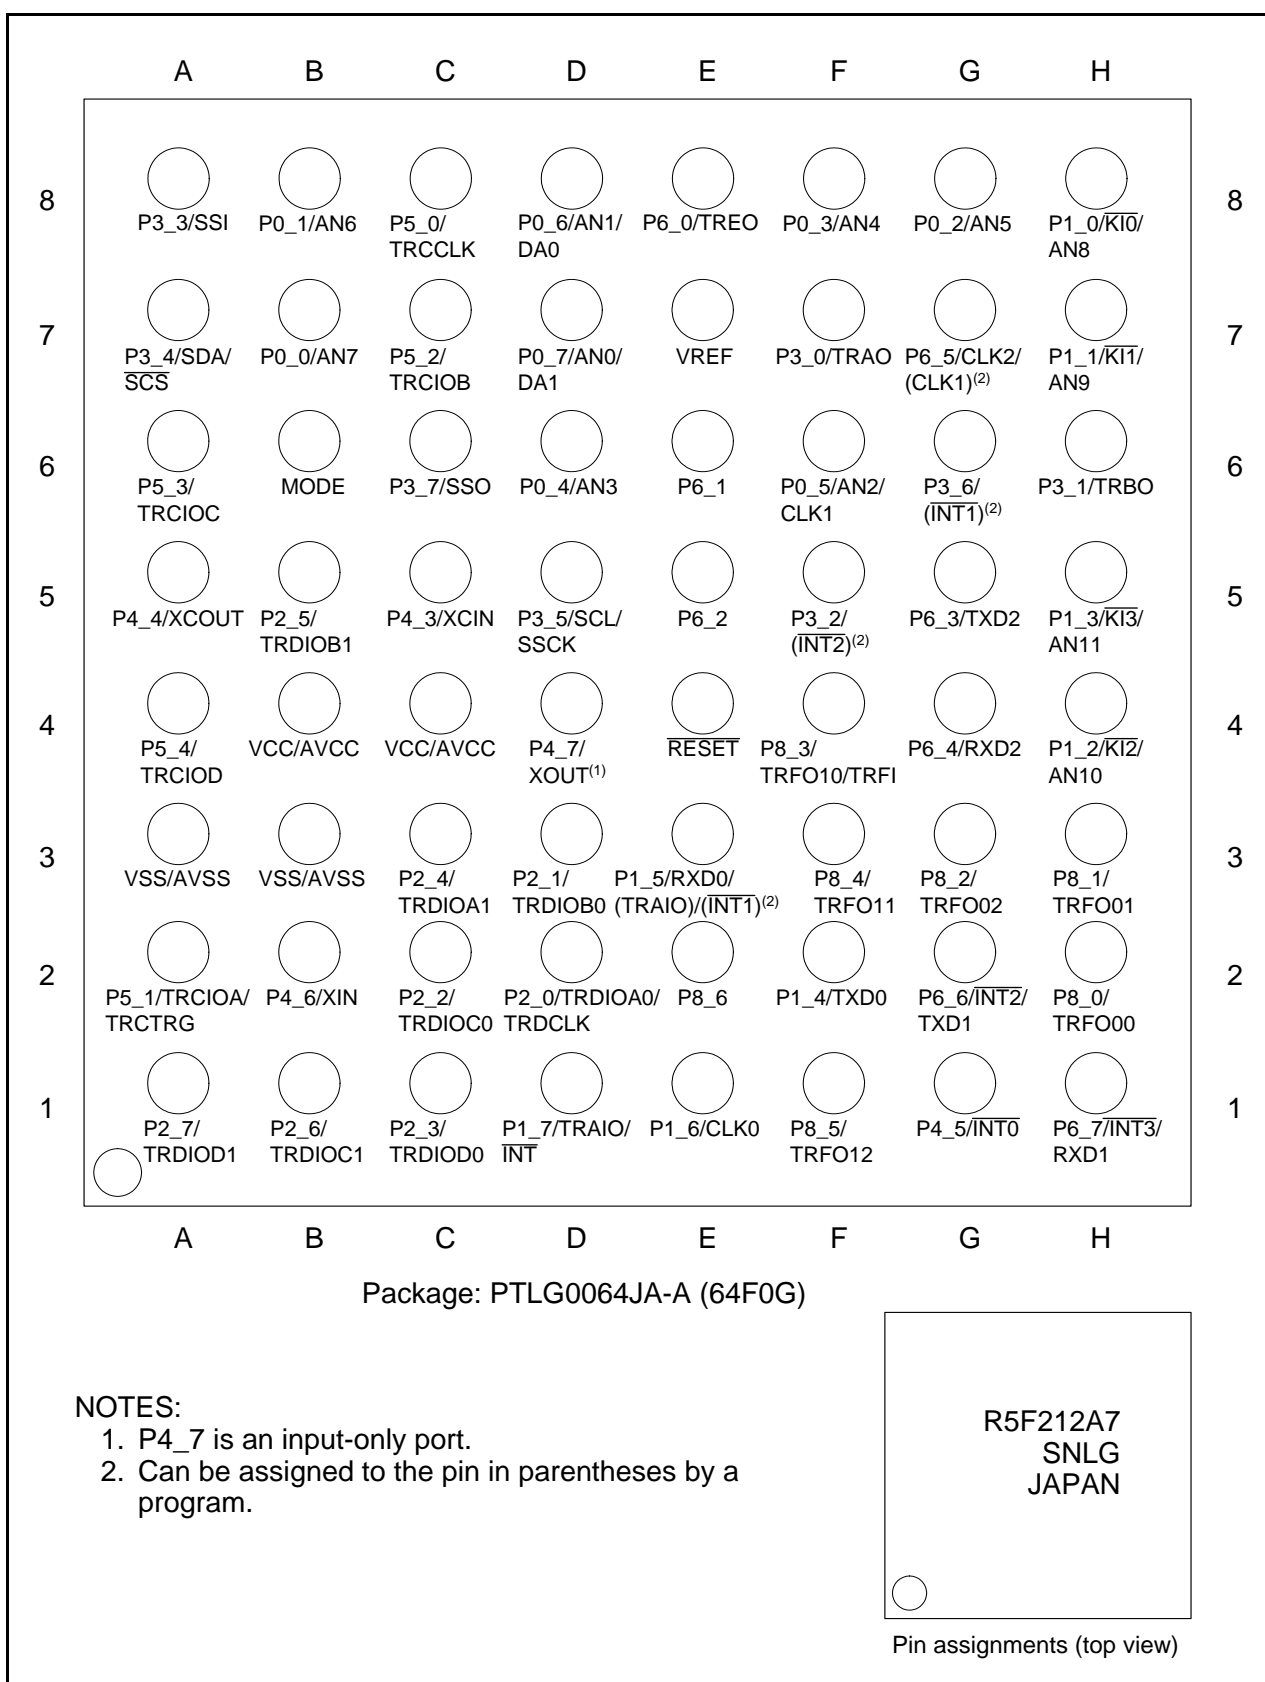 A B C D E F G H
8 8
P3_3/SSI P0_1/AN6 P5_0/ P0_6/AN1/ P6_0/TREO P0_3/AN4 P0_2/AN5 P1_0/KI0/
TRCCLK DA0 AN8
7 7
P3_4/SDA/ P0_0/AN7 P5_2/ P0_7/AN0/ VREF P3_0/TRAO P6_5/CLK2/ P1_1/KI1/
SCS TRCIOB DA1 (CLK1)(2) AN9
6 6
P5_3/ MODE P3_7/SSO P0_4/AN3 P6_1 P0_5/AN2/ P3_6/ P3_1/TRBO
TRCIOC CLK1 (INT1)(2)
5 5
P4_4/XCOUT P2_5/ P4_3/XCIN P3_5/SCL/ P6_2 P3_2/ P6_3/TXD2 P1_3/KI3/
TRDIOB1 SSCK (INT2)(2) AN11
4 4
P5_4/ VCC/AVCC VCC/AVCC P4_7/ RESET P8_3/ P6_4/RXD2 P1_2/KI2/
TRCIOD XOUT(1) TRFO10/TRFI AN10
3 3
VSS/AVSS VSS/AVSS P2_4/ P2_1/ P1_5/RXD0/ P8_4/ P8_2/ P8_1/
TRDIOA1 TRDIOB0 (TRAIO)/(INT1)(2) TRFO11 TRFO02 TRFO01
2 2
P5_1/TRCIOA/ P4_6/XIN P2_2/ P2_0/TRDIOA0/ P8_6 P1_4/TXD0 P6_6/INT2/ P8_0/
TRCTRG TRDIOC0 TRDCLK TXD1 TRFO00
1 1
P2_7/ P2_6/ P2_3/ P1_7/TRAIO/ P1_6/CLK0 P8_5/ P4_5/INT0 P6_7/INT3/
TRDIOD1 TRDIOC1 TRDIOD0 INT TRFO12 RXD1
A B C D E F G H
Package: PTLG0064JA-A (64F0G)
NOTES:
1. P4_7 is an input-only port.
2. Can be assigned to the pin in parentheses by a
program.
R5F212A7
SNLG
JAPAN
Pin assignments (top view)